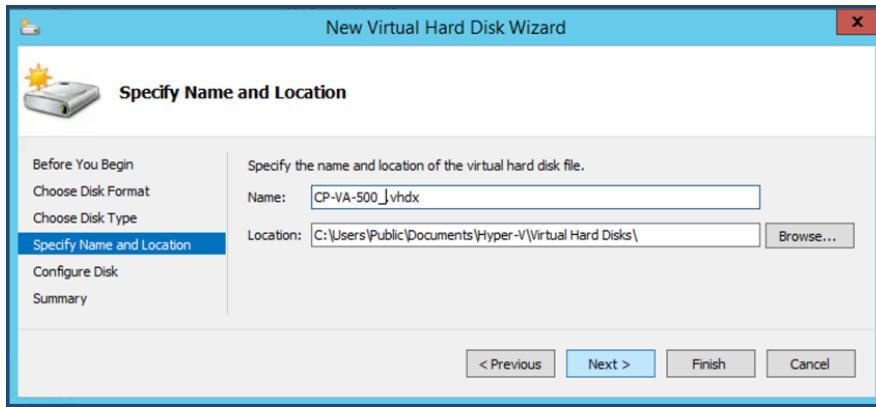 New Virtual Hard Disk Wizard
x
Specify Name and Location
Before You Begin
Choose Disk Format
Choose Disk Type
Specify Name and Location
Configure Disk
Summary
Specify the name and location of the virtual hard disk file.
Name: CP-VA-500_.vhdx
Location: C:\Users\Public\Documents\Hyper-V\Virtual Hard Disks\ Browse...
< Previous Next > Finish Cancel